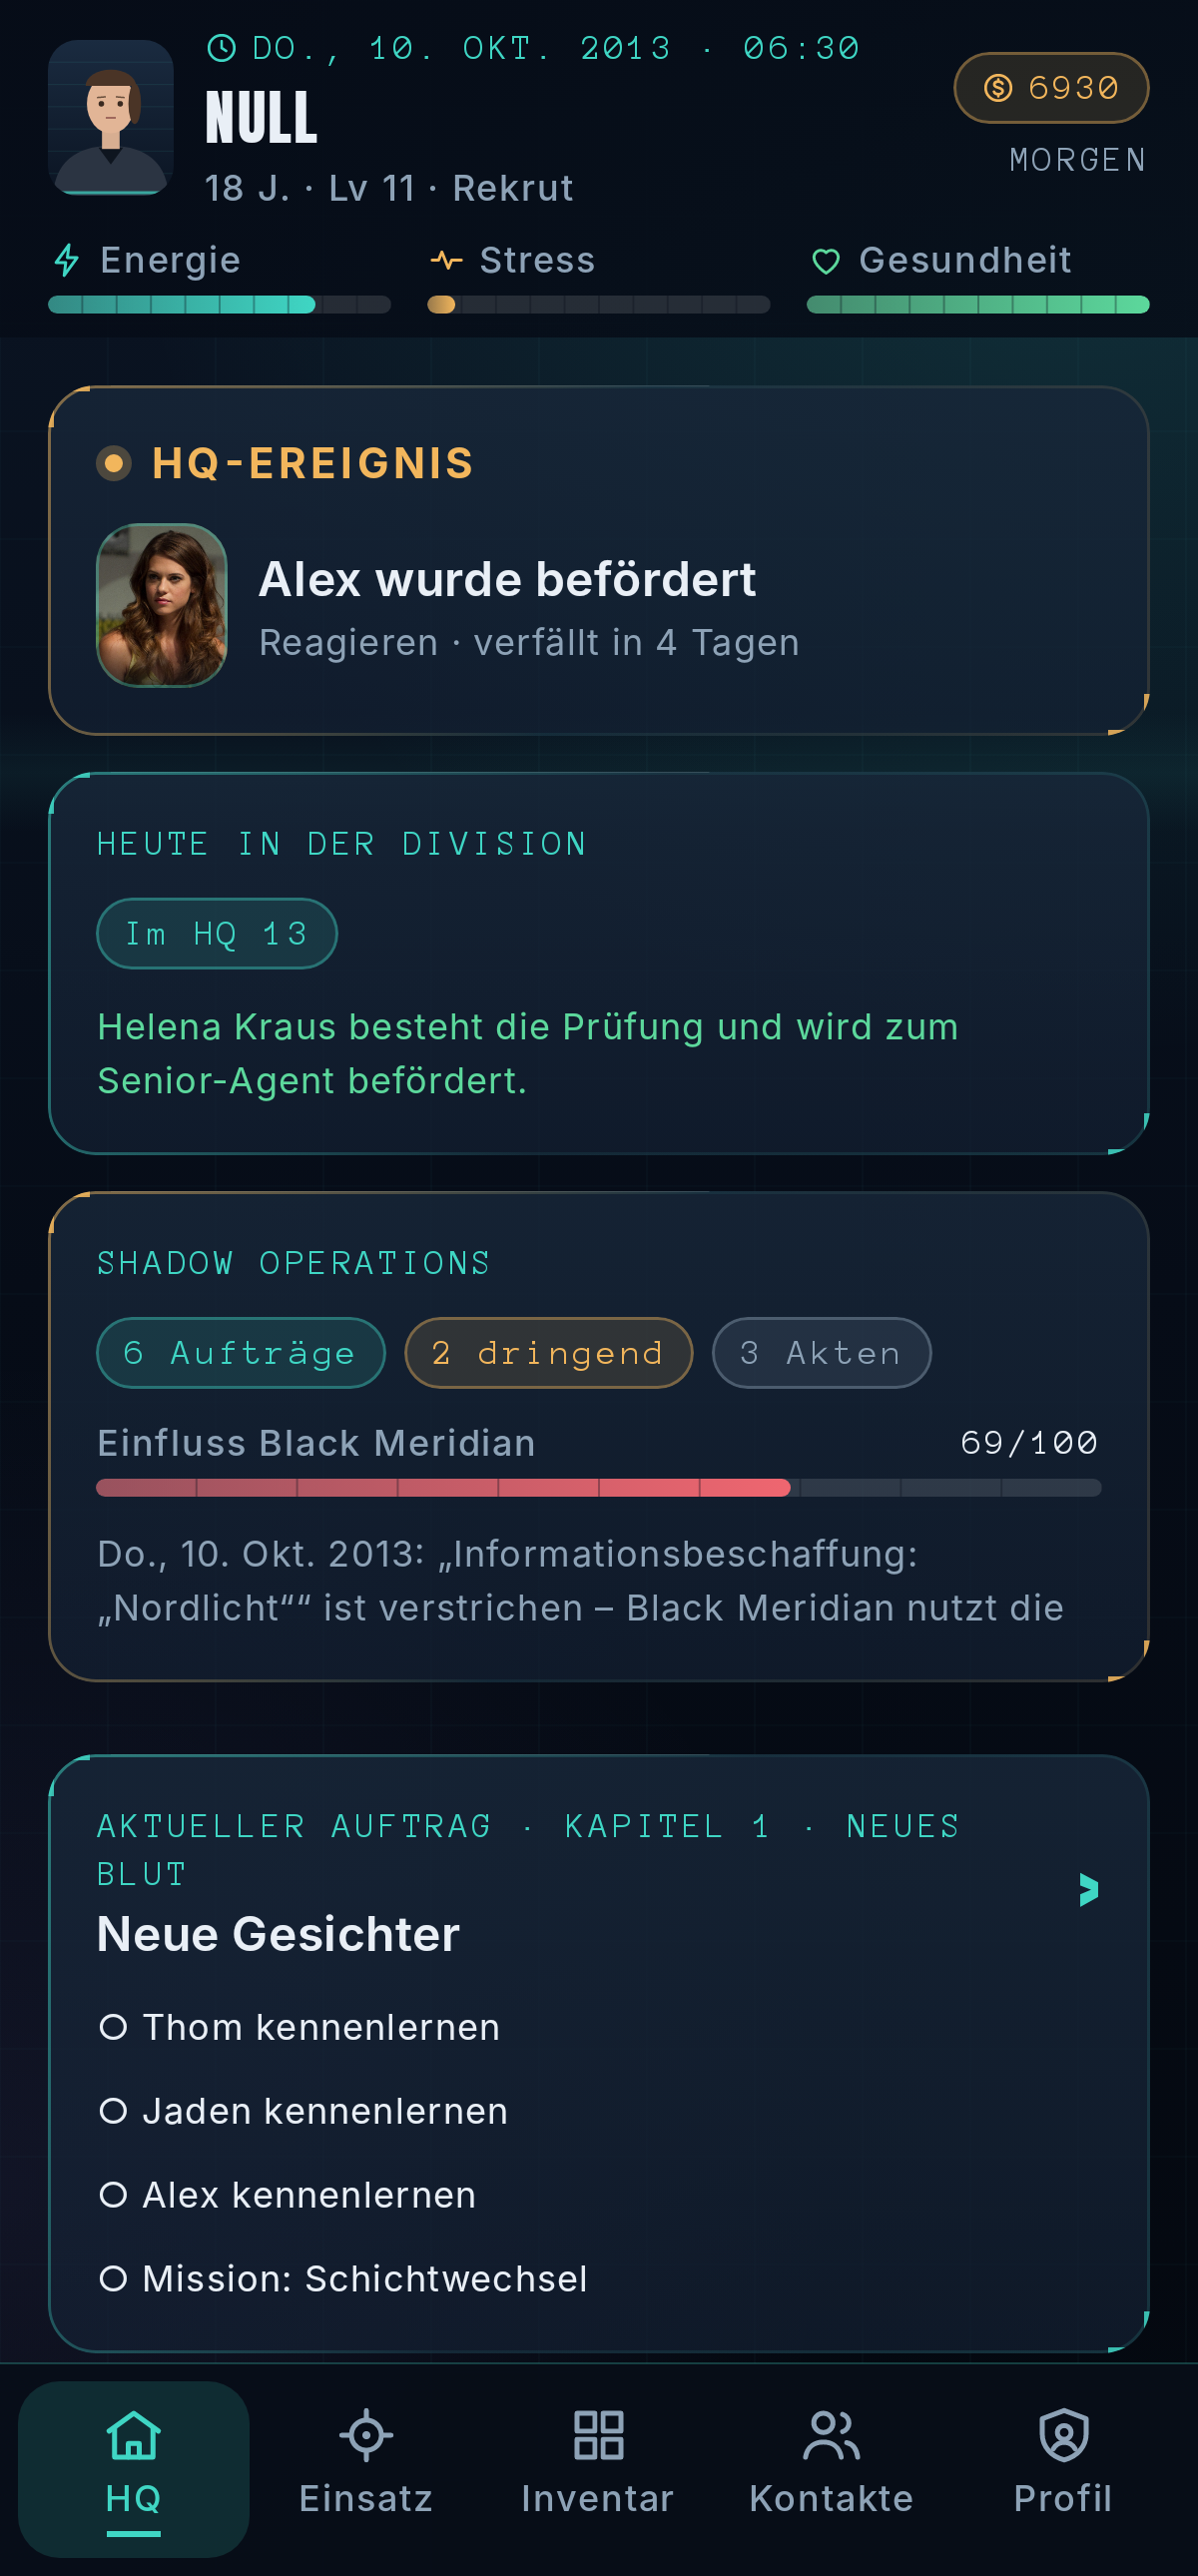 DO., 10. OKT. 2013 · 06:30
NULL
18 J. · Lv 11 · Rekrut
6930
MORGEN
Energie
Stress
Gesundheit
HQ-EREIGNIS
Alex wurde befördert
Reagieren · verfällt in 4 Tagen
HEUTE IN DER DIVISION
Im HQ 13
Helena Kraus besteht die Prüfung und wird zum
Senior-Agent befördert.
SHADOW OPERATIONS
6 Aufträge
2 dringend
3 Akten
Einfluss Black Meridian
69/100
Do., 10. Okt. 2013: „Informationsbeschaffung:
„Nordlicht““ ist verstrichen – Black Meridian nutzt die
AKTUELLER AUFTRAG · KAPITEL 1 · NEUES
BLUT
Neue Gesichter
Thom kennenlernen
Jaden kennenlernen
Alex kennenlernen
Mission: Schichtwechsel
HQ
Einsatz
Inventar
Kontakte
Profil